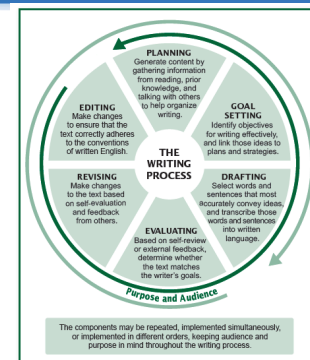 PLANNING
Generate content by
gathering information
from reading, prior
knowledge, and
talking with others
to help organize
writing.
GOAL
SETTING
Identify objectives
for writing effectively,
and link those ideas to
plans and strategies.
DRAFTING
Select words and
sentences that most
accurately convey ideas,
and transcribe those
words and sentences
into written
language.
EVALUATING
Based on self-review
or external feedback,
determine whether
the text matches
the writer's goals.
REVISING
Make changes
to the text based
on self-evaluation
and feedback
from others.
EDITING
Make changes
to ensure that the
text correctly adheres
to the conventions
of written English.
THE
WRITING
PROCESS
Purpose and Audience
The components may be repeated, implemented simultaneously,
or implemented in different orders, keeping audience and
purpose in mind throughout the writing process.